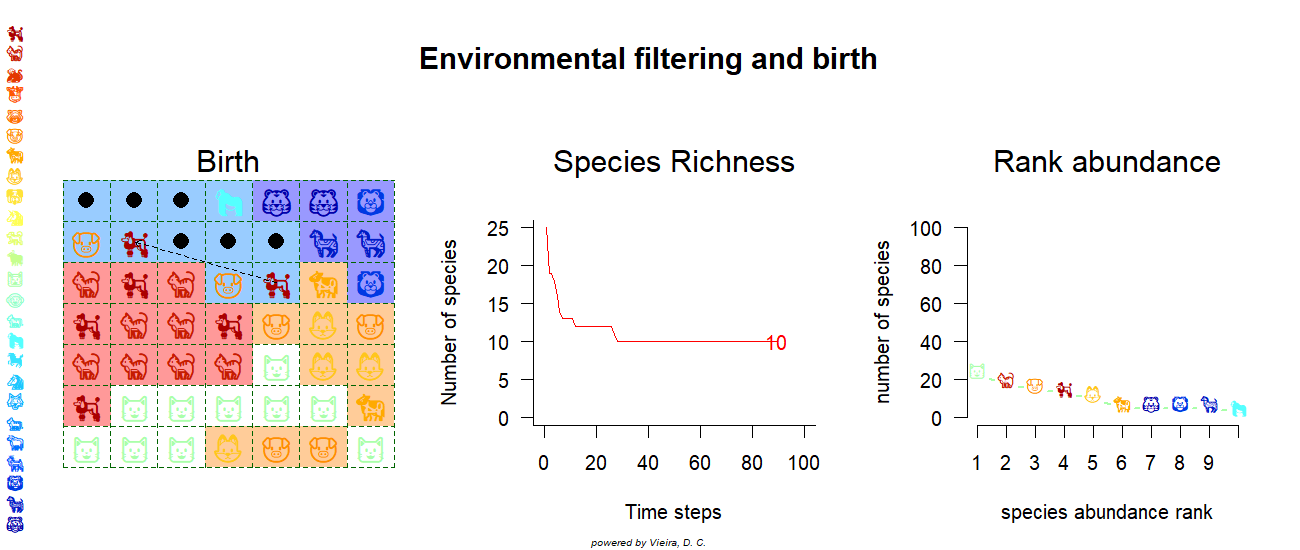 Environmental filtering and birth
Birth
Species Richness
Rank abundance
Number of species
25
20
15
10
5
0
10
0 20 40 60 80 100
Time steps
number of species
100
80
60
40
20
0
1 2 3 4 5 6 7 8 9
species abundance rank
powered by Vieira, D. C.